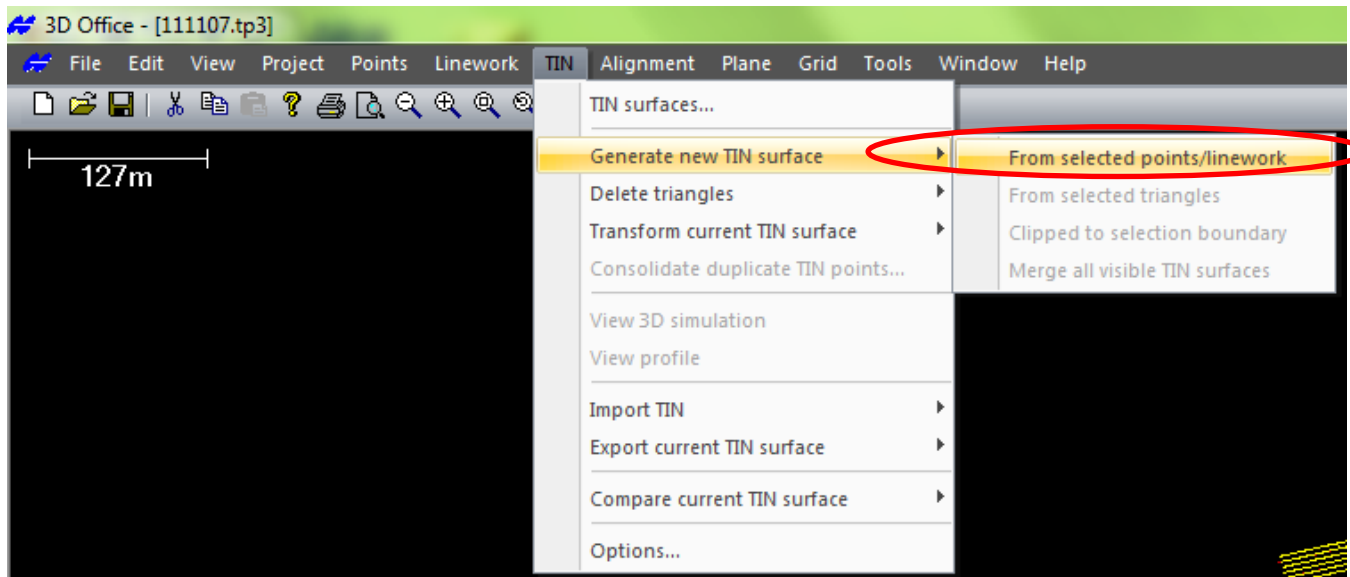 3D Office - [111107.tp3]
File Edit View Project Points Linework TIN Alignment Plane Grid Tools Window Help
127m
TIN surfaces...
Generate new TIN surface
Delete triangles
Transform current TIN surface
Consolidate duplicate TIN points...
View 3D simulation
View profile
Import TIN
Export current TIN surface
Compare current TIN surface
Options...
From selected points/linework
From selected triangles
Clipped to selection boundary
Merge all visible TIN surfaces